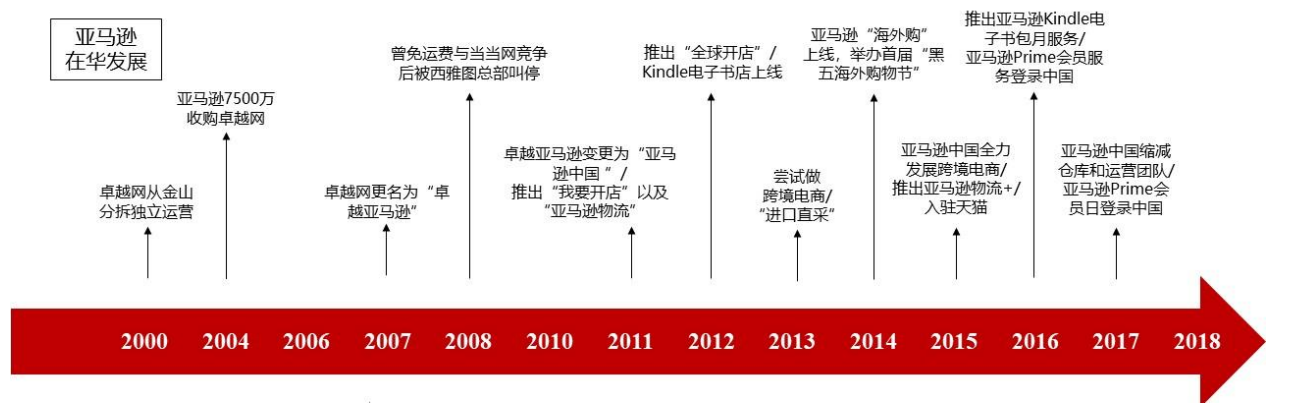 亚马逊
在华发展
卓越网从金山
分拆独立运营
亚马逊7500万
收购卓越网
卓越网更名为“卓
越亚马逊“
曾免运费与当当网竞争
后被西雅图总部叫停
卓越亚马逊变更为“亚马
逊中国 ”/
推出“我要开店”以及
“亚马逊物流”
推出“全球开店”/
Kindle电子书店上线
尝试做
跨境电商/
“进口直采”
亚马逊“海外购”
上线，举办首届“黑
五海外购物节”
亚马逊中国全力
发展跨境电商/
推出亚马逊物流+/
入驻天猫
推出亚马逊Kindle电
子书包月服务/
亚马逊Prime会员服
务登录中国
亚马逊中国缩减
仓库和运营团队/
亚马逊Prime会
员日登录中国
2000 2004 2006 2007 2008 2010 2011 2012 2013 2014 2015 2016 2017 2018